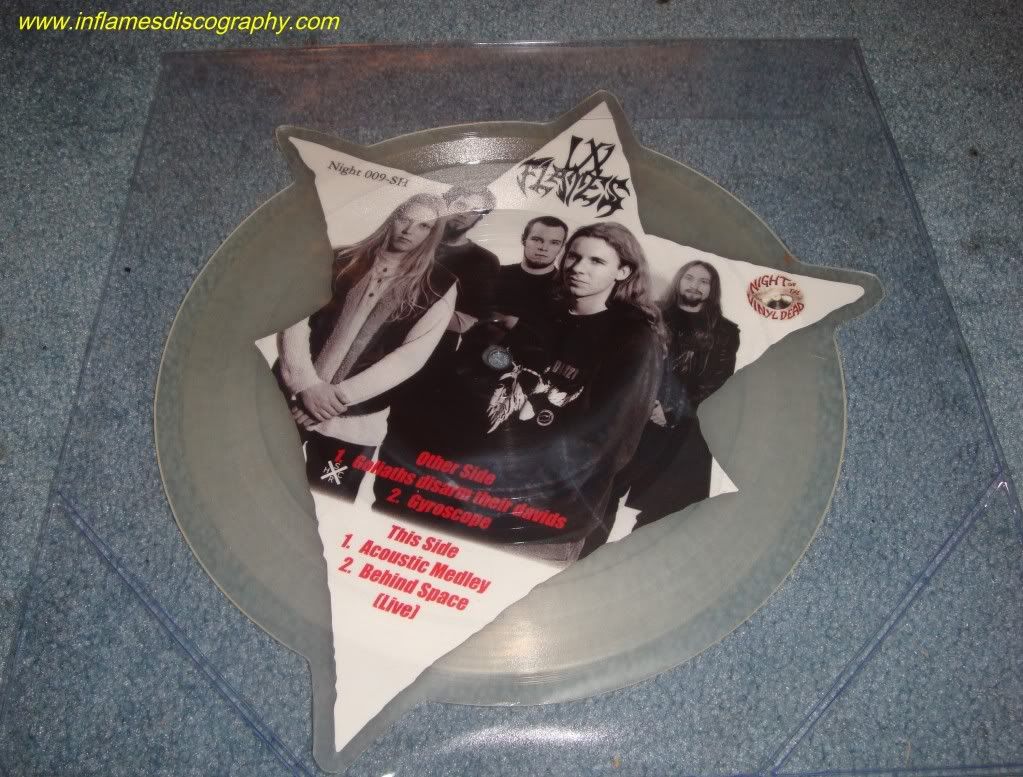 www.inflamesdiscography.com
Night 009-SH
IN
FLAMES
NIGHT OF THE
VINYL DEAD
Other Side
1. Goliaths disarm their davids
2. Gyroscope
This Side
1. Acoustic Medley
2. Behind Space
(Live)